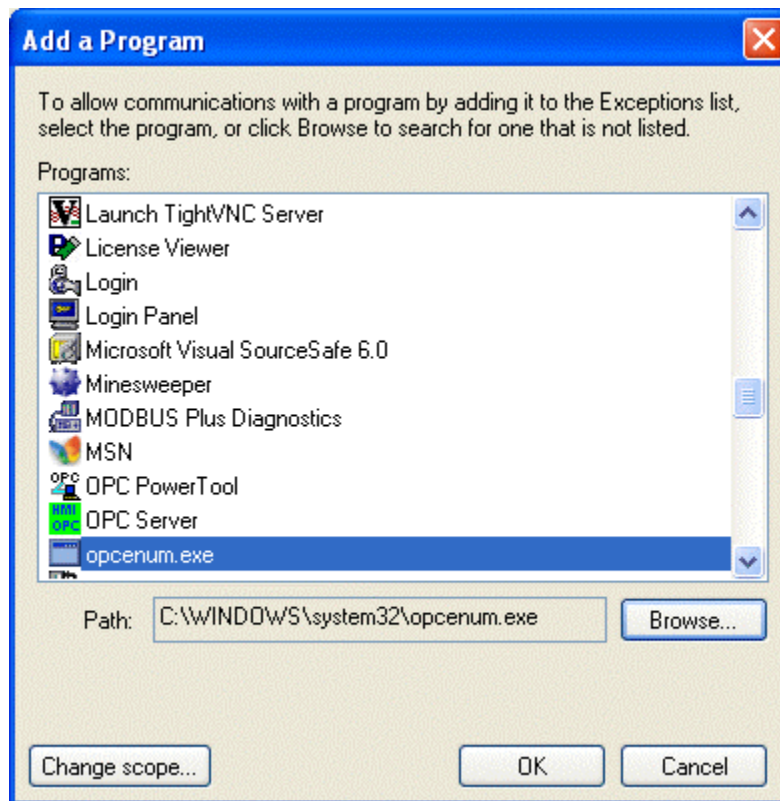 Add a Program
To allow communications with a program by adding it to the Exceptions list,
select the program, or click Browse to search for one that is not listed.
Programs:
Launch TightVNC Server
License Viewer
Login
Login Panel
Microsoft Visual SourceSafe 6.0
Minesweeper
MODBUS Plus Diagnostics
MSN
OPC PowerTool
HMI
OPC OPC Server
opcenum.exe
Path: C:\WINDOWS\system32\opcenum.exe Browse...
Change scope... OK Cancel